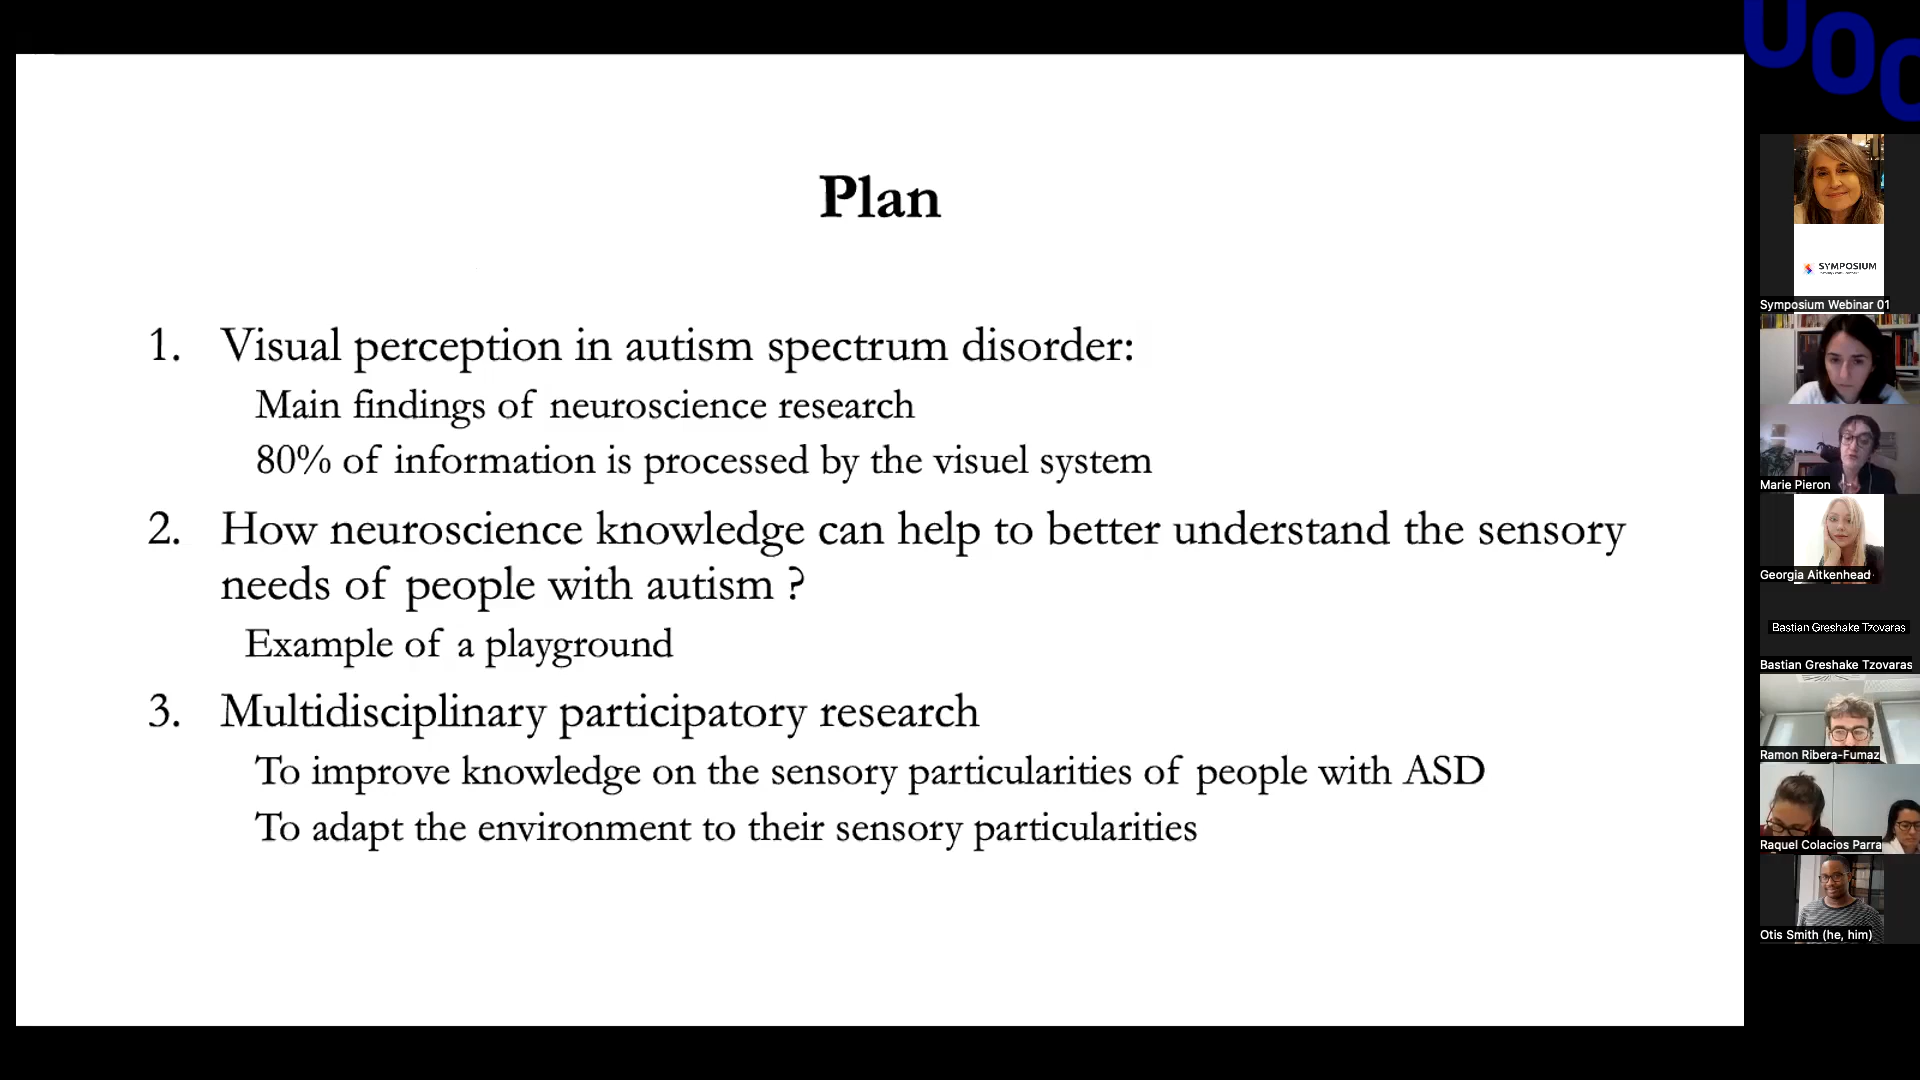 Plan
1. Visual perception in autism spectrum disorder:
Main findings of neuroscience research
80% of information is processed by the visuel system
2. How neuroscience knowledge can help to better understand the sensory
needs of people with autism ?
Example of a playground
3. Multidisciplinary participatory research
To improve knowledge on the sensory particularities of people with ASD
To adapt the environment to their sensory particularities
UOC
SYMPOSIUM
Symposium Webinar 01
Marie Pieron
Georgia Aitkenhead
Bastian Greshake Tzovaras
Bastian Greshake Tzovaras
Ramon Ribera-Fumaz
Raquel Colacios Parra
Otis Smith (he, him)